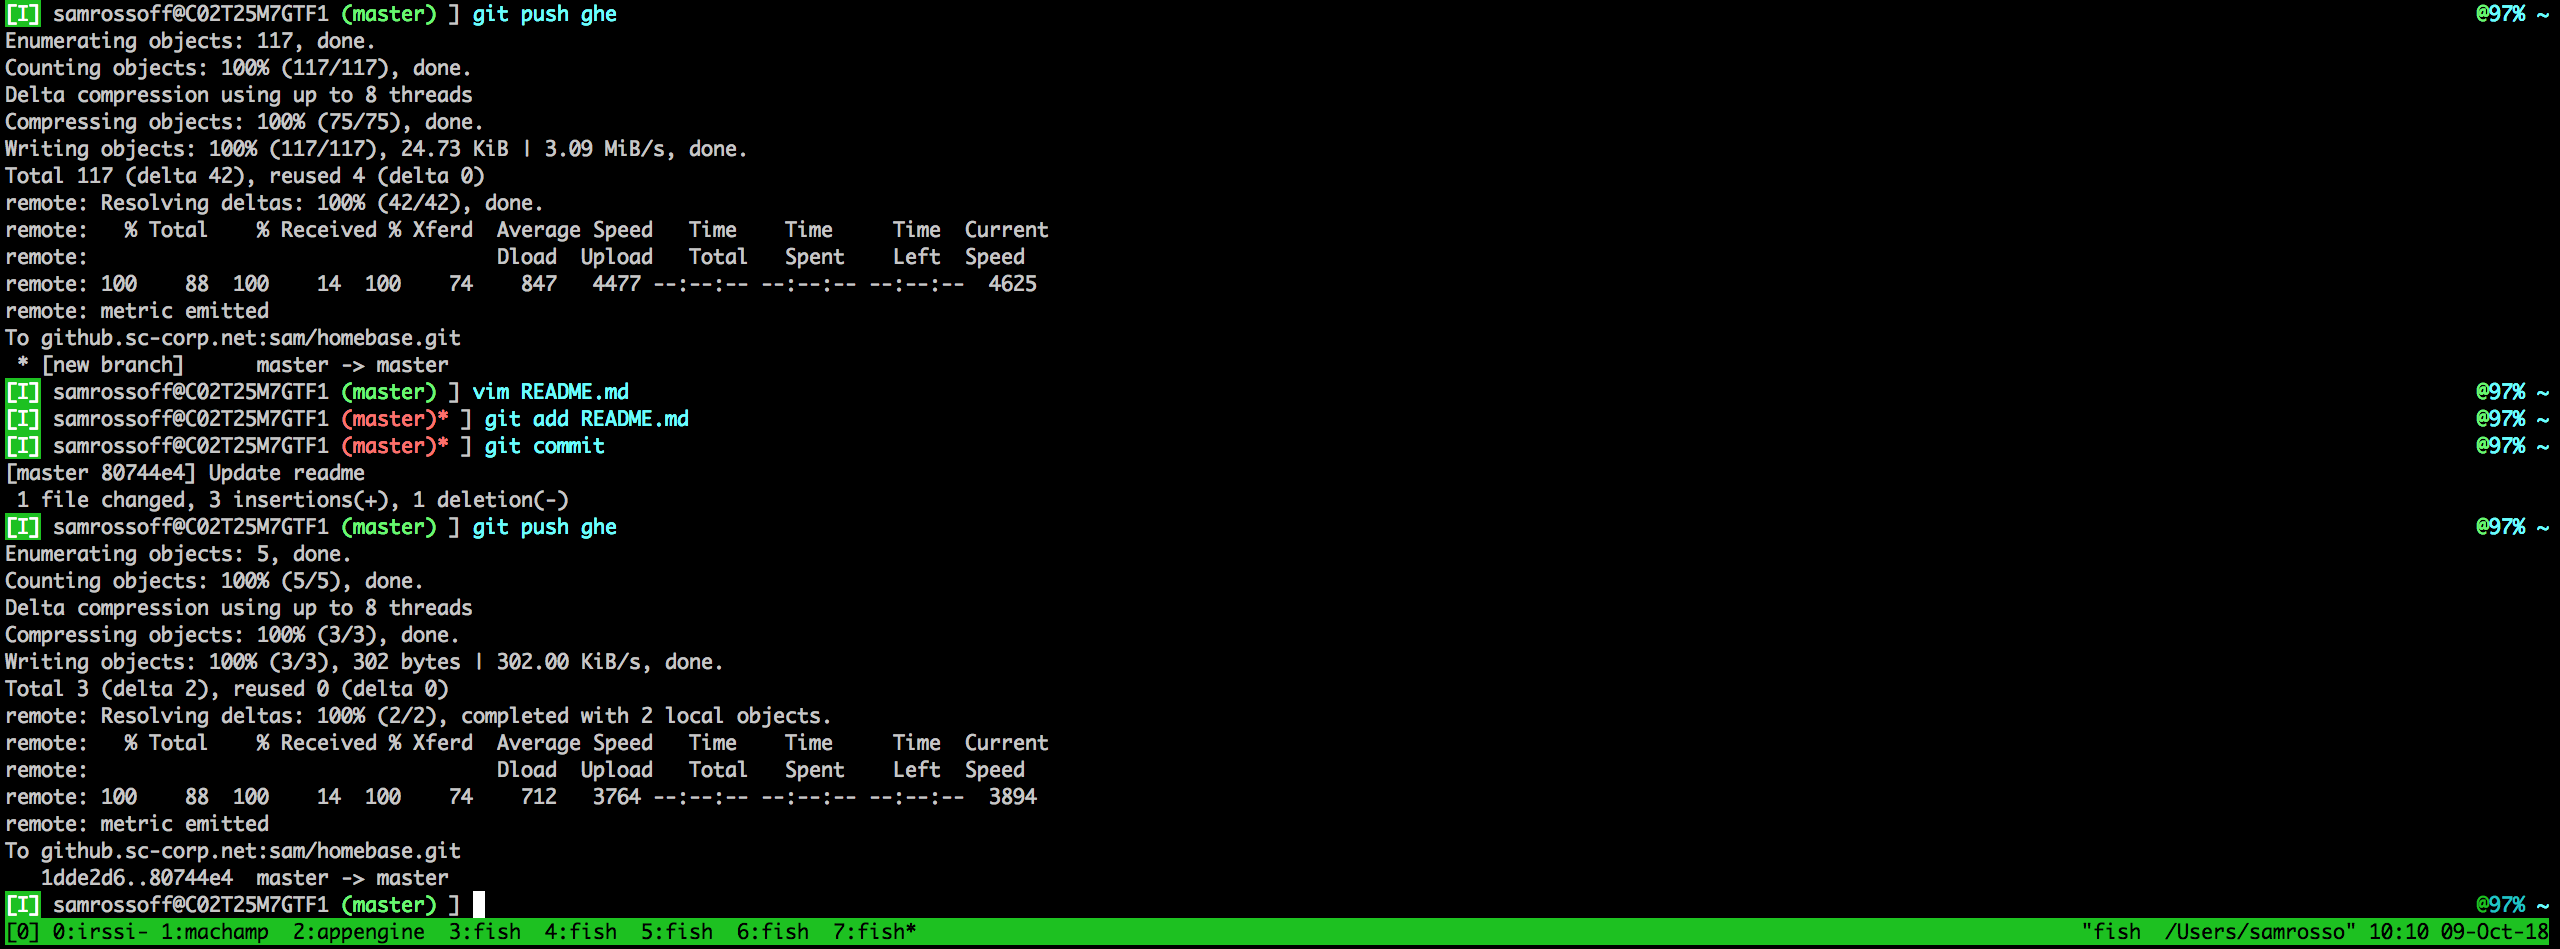 [I] samrossoff@C02T25M7GTF1 (master) ] git push ghe @97% ~
Enumerating objects: 117, done.
Counting objects: 100% (117/117), done.
Delta compression using up to 8 threads
Compressing objects: 100% (75/75), done.
Writing objects: 100% (117/117), 24.73 KiB | 3.09 MiB/s, done.
Total 117 (delta 42), reused 4 (delta 0)
remote: Resolving deltas: 100% (42/42), done.
remote:   % Total    % Received % Xferd  Average Speed   Time    Time     Time  Current
remote:                                  Dload  Upload   Total   Spent    Left  Speed
remote: 100    88  100    14  100    74    847   4477 --:--:-- --:--:-- --:--:--  4625
remote: metric emitted
To github.sc-corp.net:sam/homebase.git
 * [new branch]      master -> master
[I] samrossoff@C02T25M7GTF1 (master) ] vim README.md @97% ~
[I] samrossoff@C02T25M7GTF1 (master)* ] git add README.md @97% ~
[I] samrossoff@C02T25M7GTF1 (master)* ] git commit @97% ~
[master 80744e4] Update readme
 1 file changed, 3 insertions(+), 1 deletion(-)
[I] samrossoff@C02T25M7GTF1 (master) ] git push ghe @97% ~
Enumerating objects: 5, done.
Counting objects: 100% (5/5), done.
Delta compression using up to 8 threads
Compressing objects: 100% (3/3), done.
Writing objects: 100% (3/3), 302 bytes | 302.00 KiB/s, done.
Total 3 (delta 2), reused 0 (delta 0)
remote: Resolving deltas: 100% (2/2), completed with 2 local objects.
remote:   % Total    % Received % Xferd  Average Speed   Time    Time     Time  Current
remote:                                  Dload  Upload   Total   Spent    Left  Speed
remote: 100    88  100    14  100    74    712   3764 --:--:-- --:--:-- --:--:--  3894
remote: metric emitted
To github.sc-corp.net:sam/homebase.git
   1dde2d6..80744e4  master -> master
[I] samrossoff@C02T25M7GTF1 (master) ] @97% ~
[0] 0:irssi- 1:machamp  2:appengine  3:fish  4:fish  5:fish  6:fish  7:fish* "fish  /Users/samrosso" 10:10 09-Oct-18